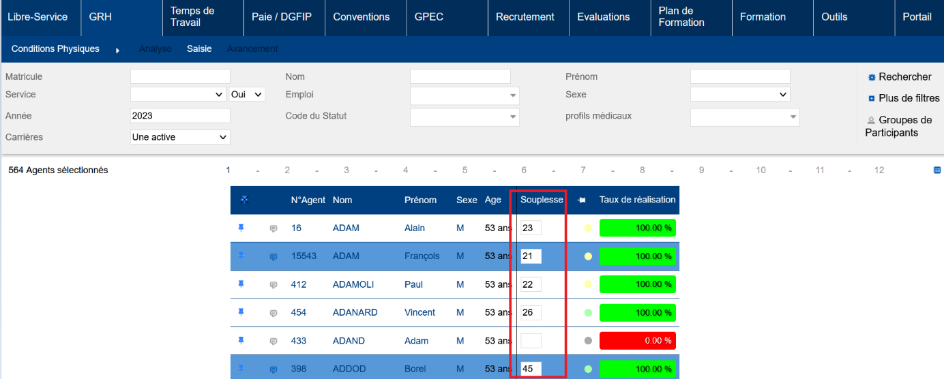 Libre-Service GRH Temps de Travail Paie / DGFIP Conventions GPEC Recrutement Evaluations Plan de Formation Formation Outils Portail
Conditions Physiques Analyse Saisie Avancement
Matricule Nom Prénom Rechercher
Service Oui Emploi Sexe Plus de filtres
Année 2023 Code du Statut profils médicaux Groupes de Participants
Carrières Une active
564 Agents sélectionnés 1 - 2 - 3 - 4 - 5 - 6 - 7 - 8 - 9 - 10 - 11 - 12
N°Agent Nom Prénom Sexe Age Souplesse Taux de réalisation
16 ADAM Alain M 53 ans 23 100.00 %
15543 ADAM François M 53 ans 21 100.00 %
412 ADAMOLI Paul M 53 ans 22 100.00 %
454 ADANARD Vincent M 53 ans 26 100.00 %
433 ADAND Adam M 53 ans 0.00 %
398 ADDOD Borel M 53 ans 45 100.00 %